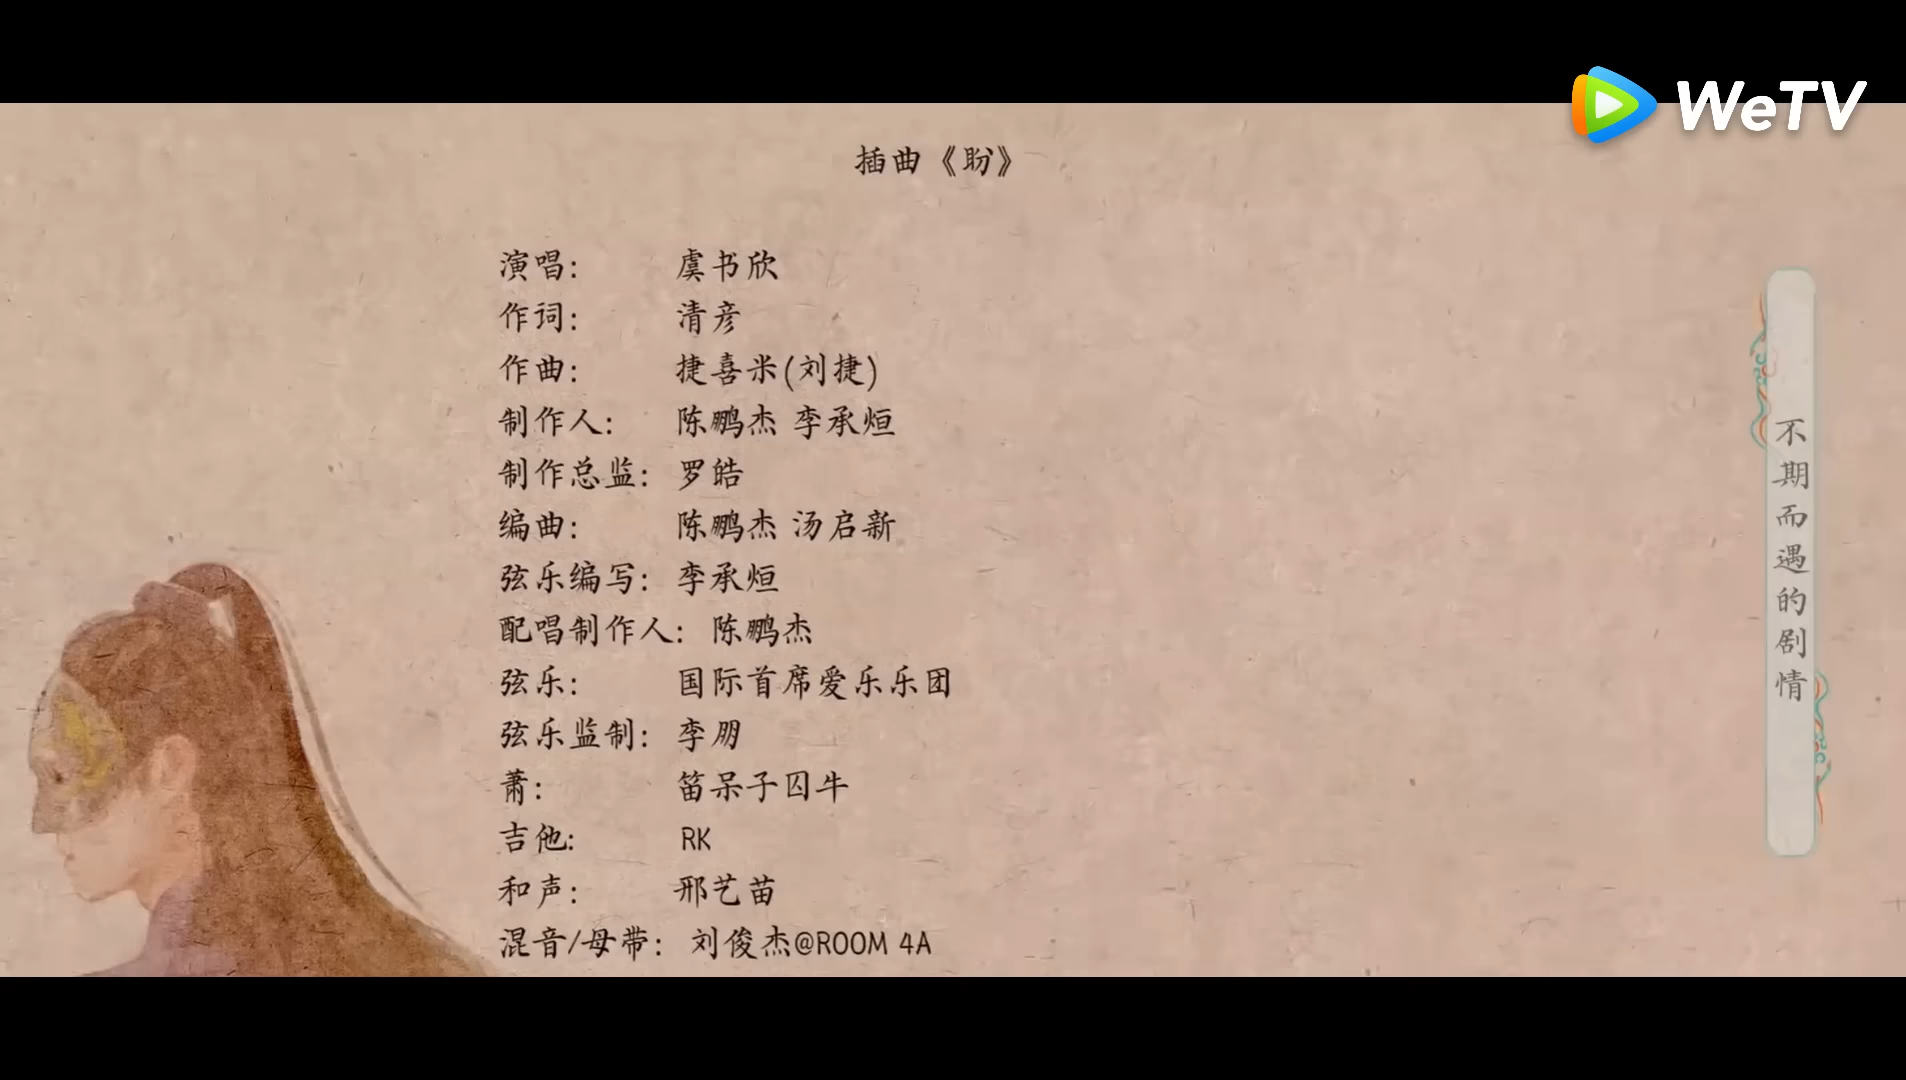 WeTV
插曲《盼》
演唱： 虞书欣
作词： 清彦
作曲： 捷喜米(刘捷)
制作人： 陈鹏杰 李承烜
制作总监： 罗皓
编曲： 陈鹏杰 汤启新
弦乐编写： 李承烜
配唱制作人： 陈鹏杰
弦乐： 国际首席爱乐乐团
弦乐监制： 李朋
萧： 笛呆子囚牛
吉他: RK
和声： 邢艺苗
混音/母带： 刘俊杰@ROOM 4A
不期而遇的剧情